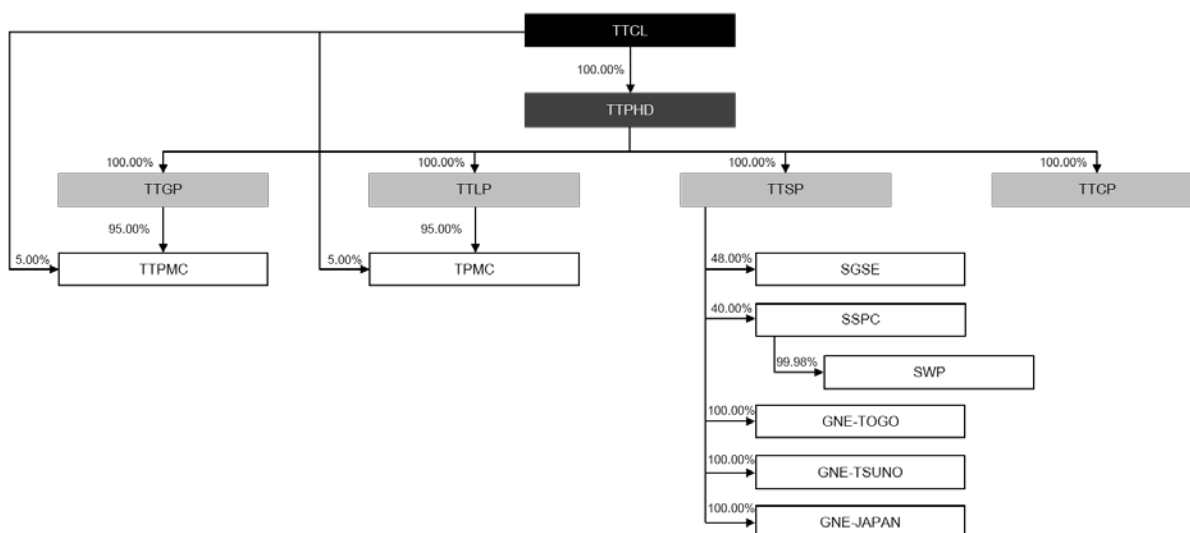 TTCL
100.00%
TTPHD
100.00% 100.00% 100.00% 100.00%
TTGP TTLP TTSP TTCP
95.00% 95.00%
5.00% TTPMC 5.00% TPMC 48.00% SGSE
40.00% SSPC
99.98% SWP
100.00% GNE-TOGO
100.00% GNE-TSUNO
100.00% GNE-JAPAN